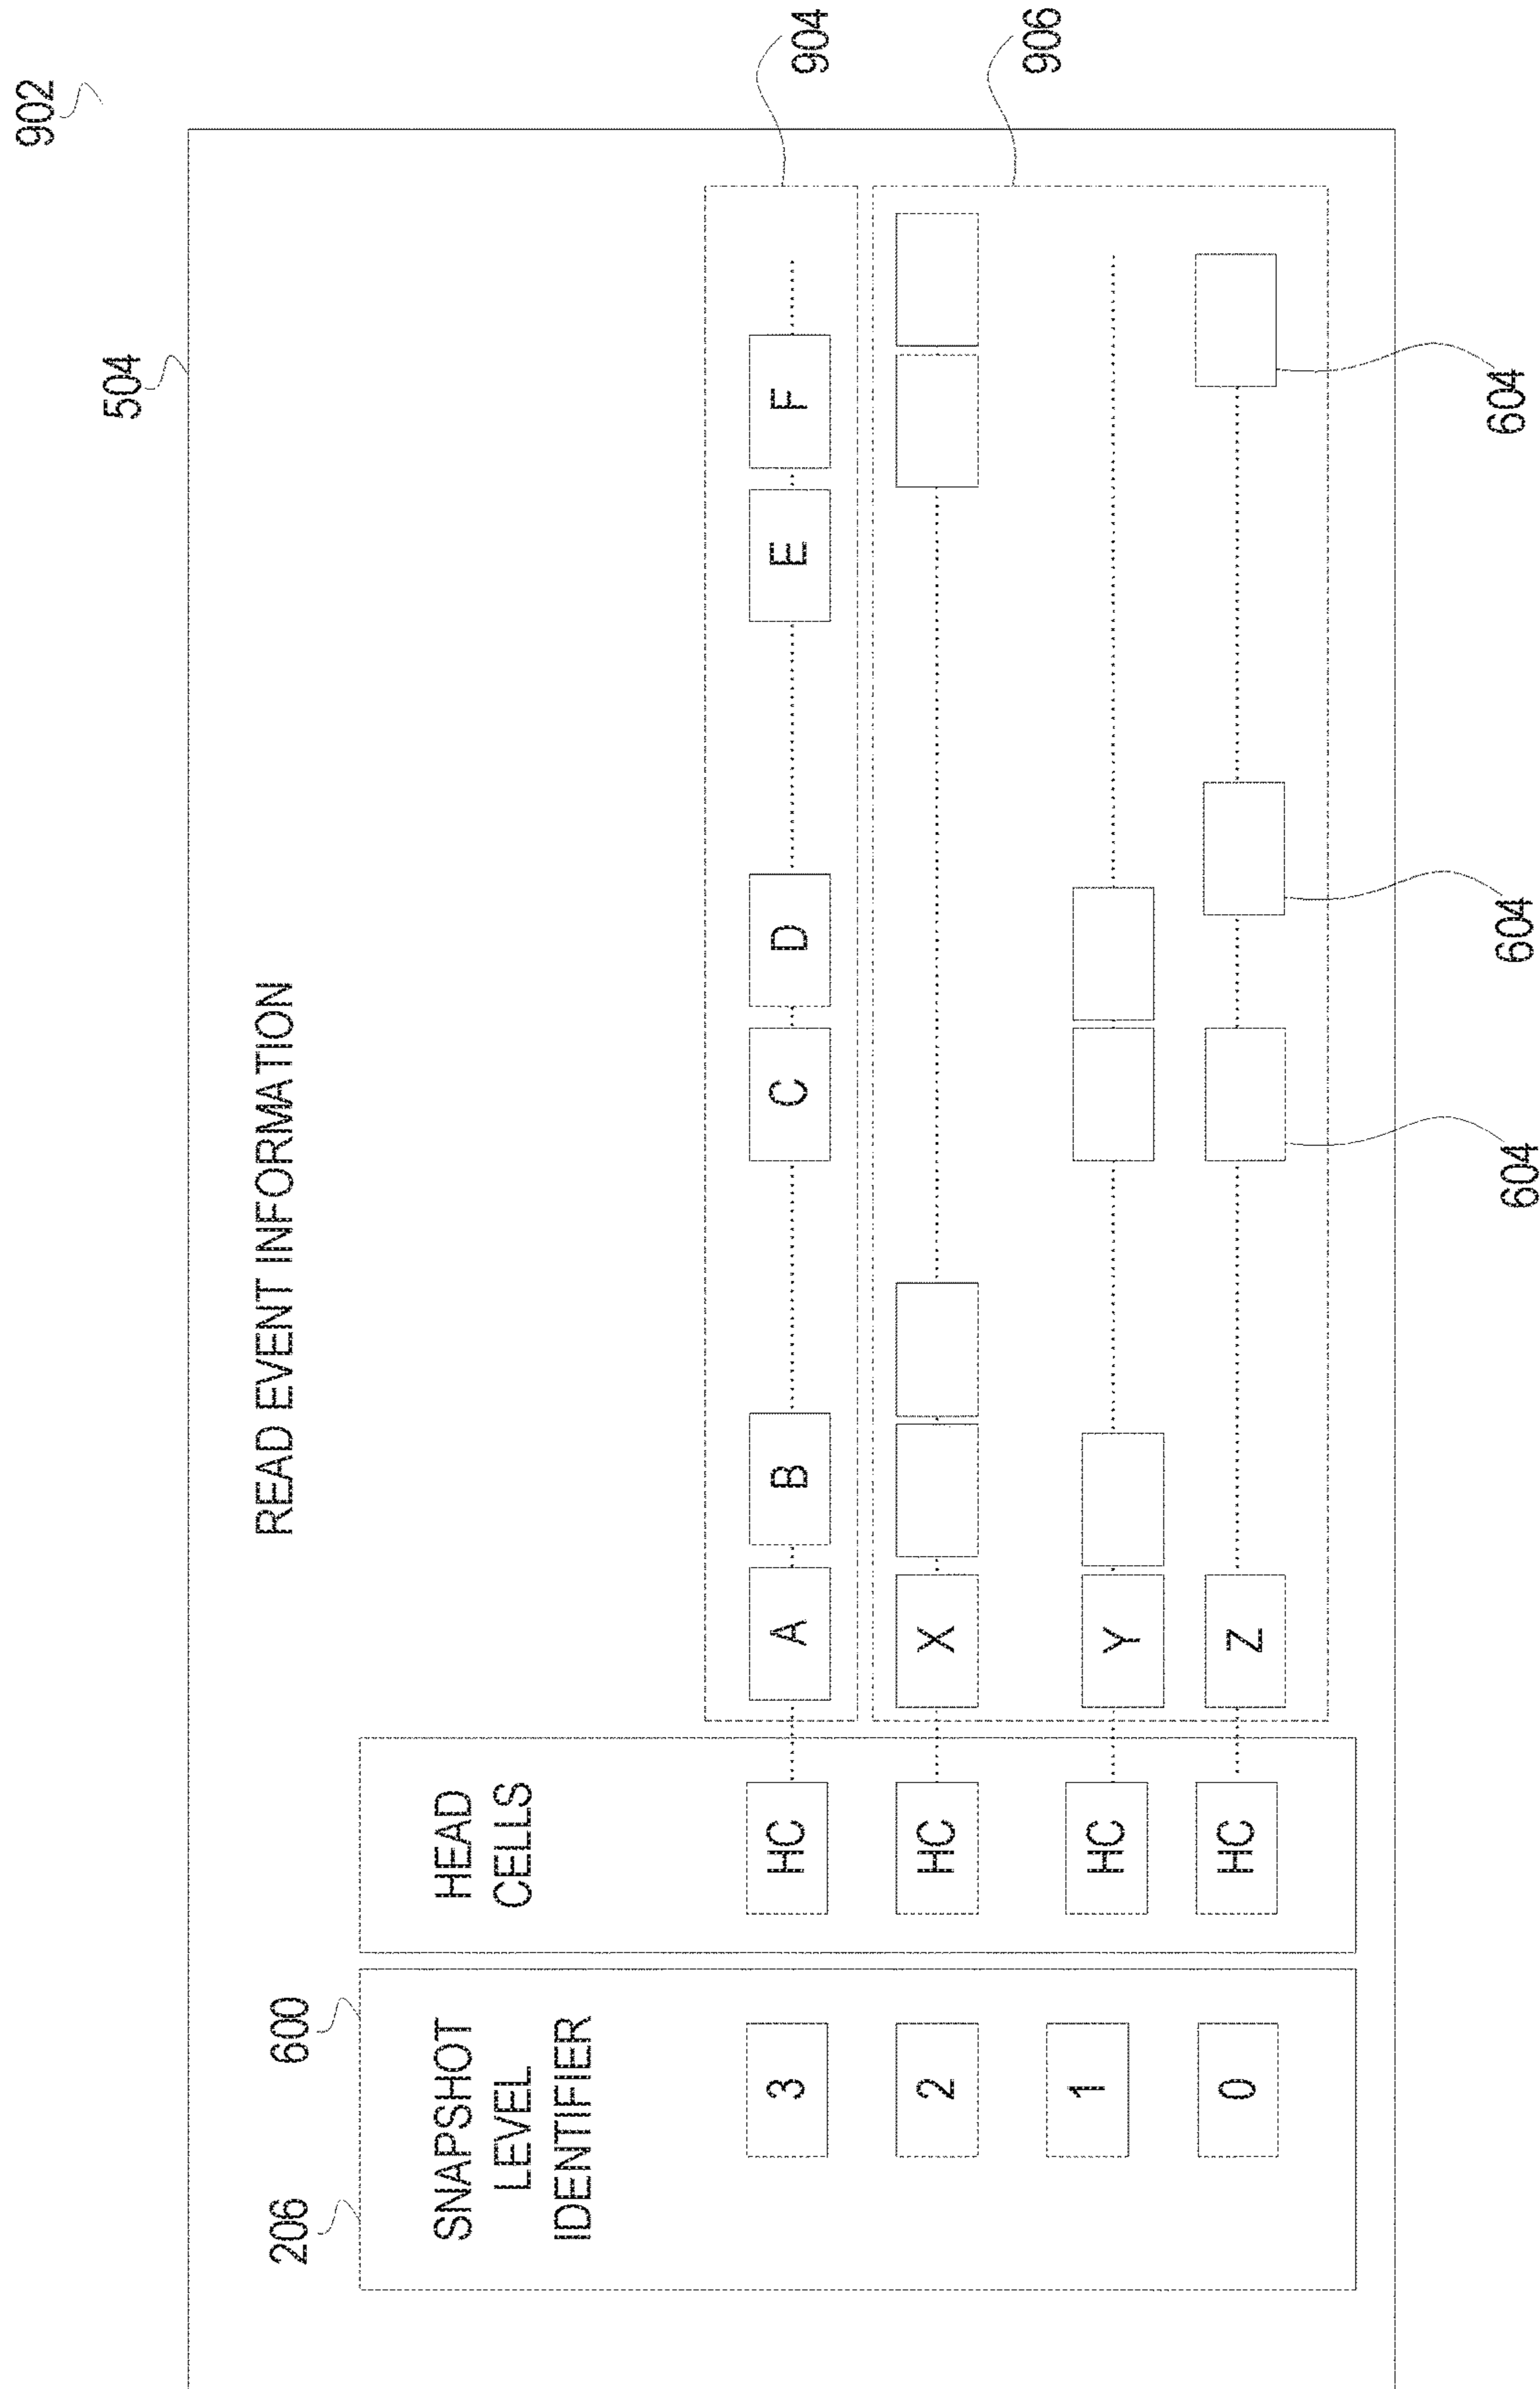 902
504
READ EVENT INFORMATION
206
600
SNAPSHOT
LEVEL
IDENTIFIER
HEAD
CELLS
904
3
HC
A
B
C
D
E
F
906
2
HC
X
1
HC
Y
0
HC
Z
604
604
604